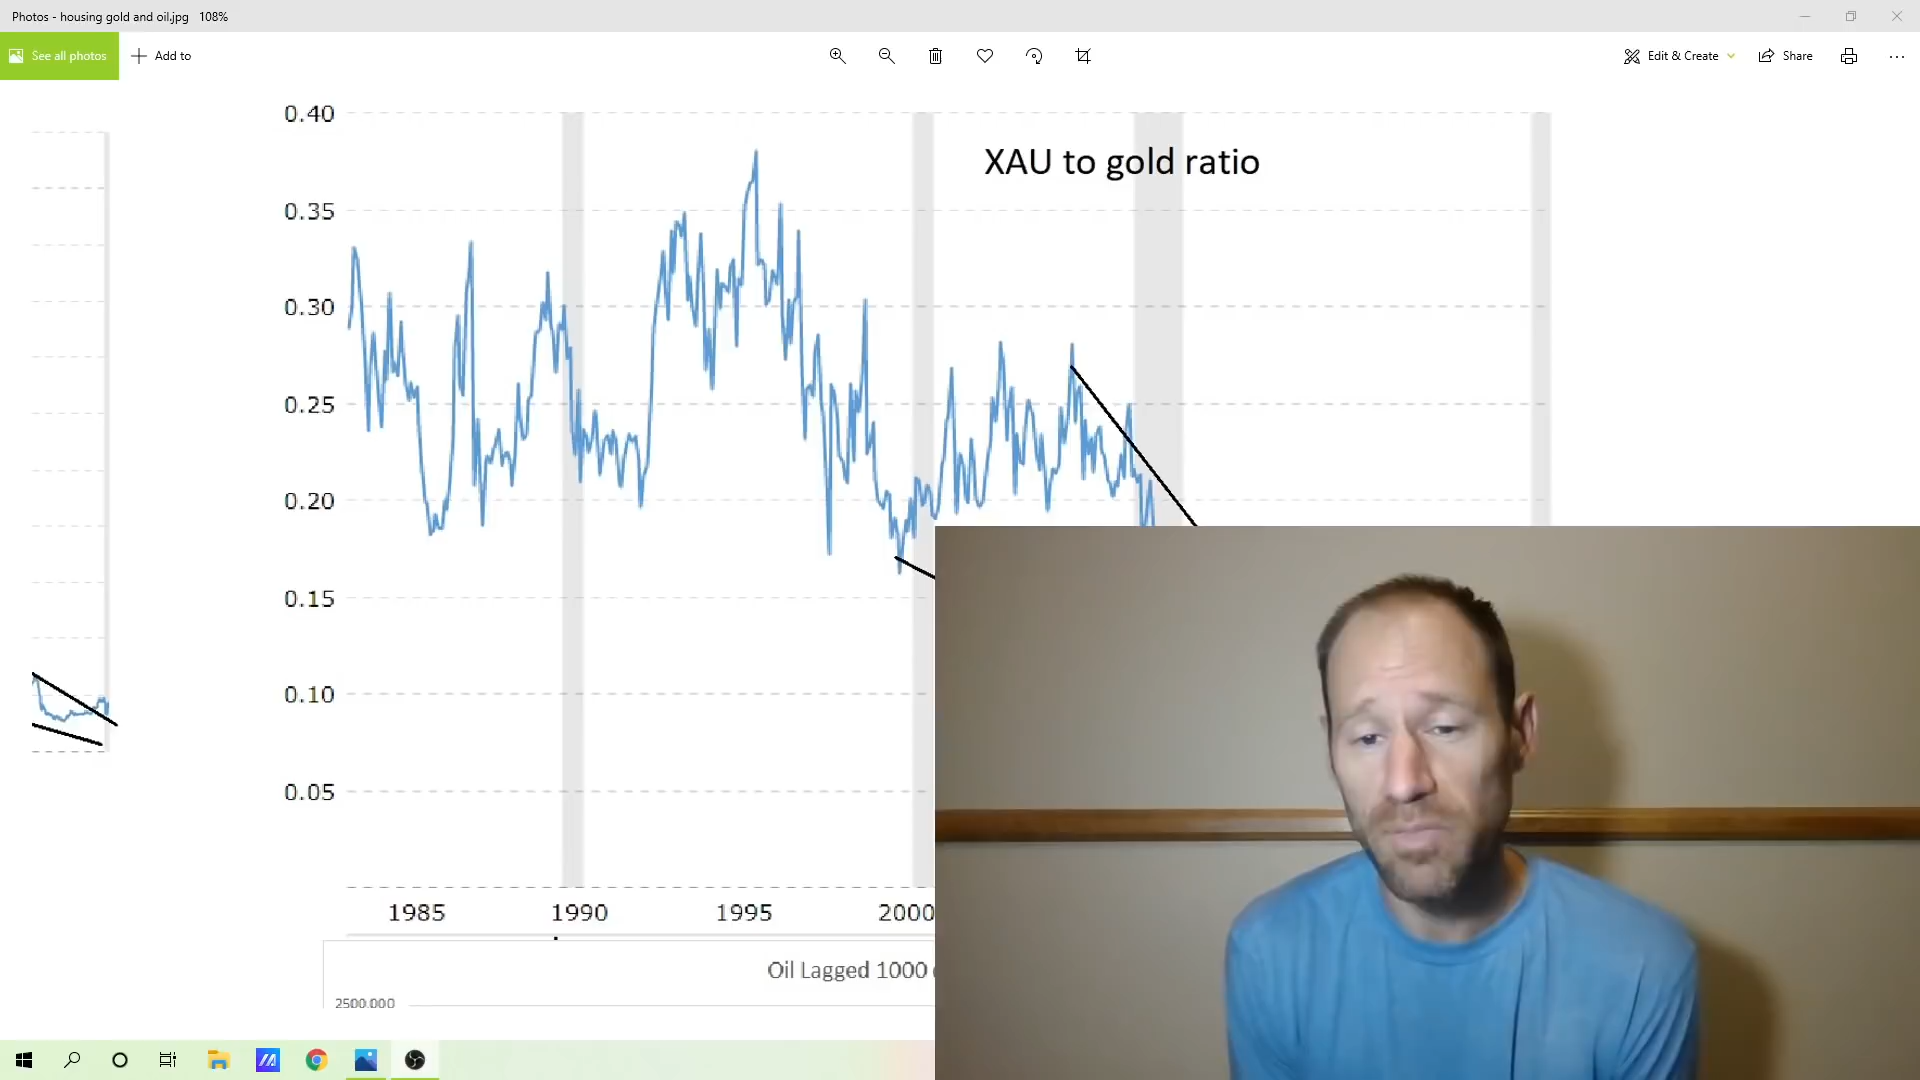 Photos - housing gold and oil.jpg 108%
See all photos
Add to
Edit & Create
Share
XAU to gold ratio
0.40
0.35
0.30
0.25
0.20
0.15
0.10
0.05
1985 1990 1995 2000
Oil Lagged 1000
2500.000